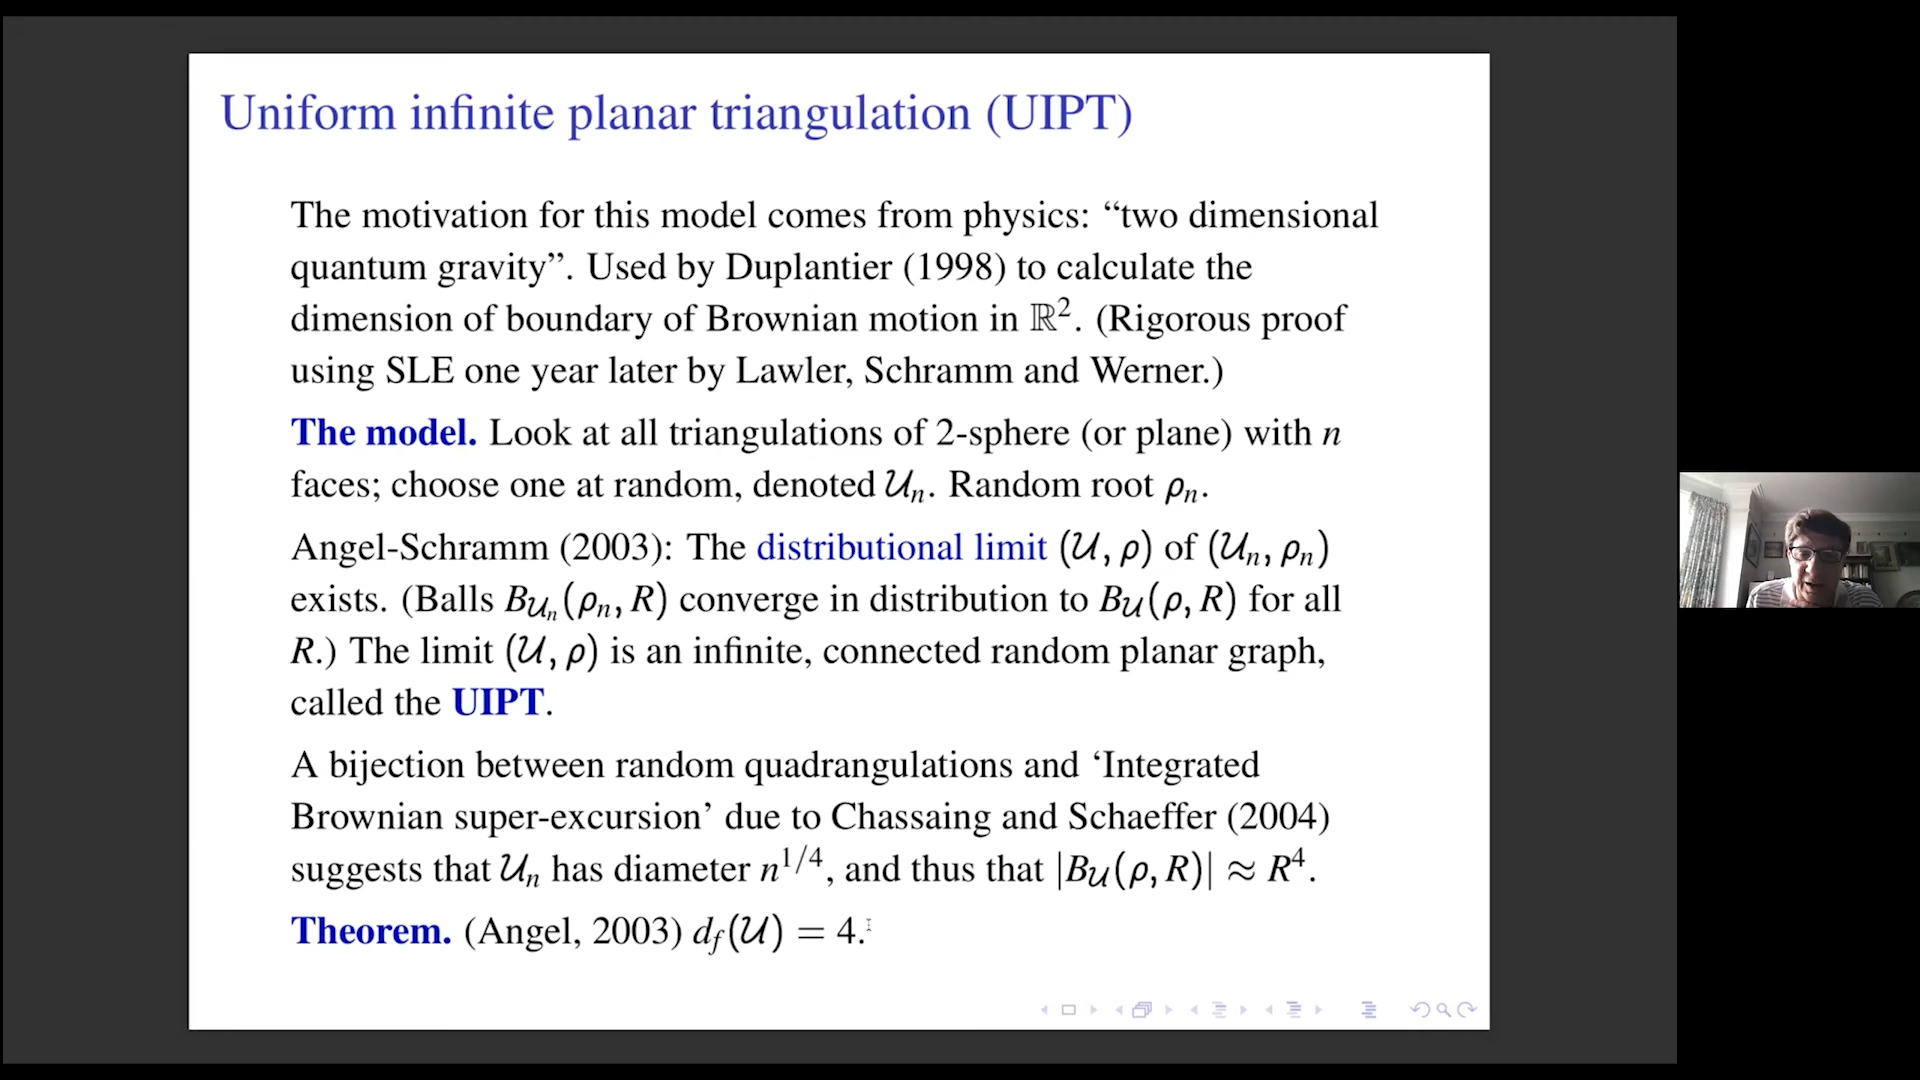 Uniform infinite planar triangulation (UIPT)
The motivation for this model comes from physics: “two dimensional
quantum gravity”. Used by Duplantier (1998) to calculate the
dimension of boundary of Brownian motion in ℝ². (Rigorous proof
using SLE one year later by Lawler, Schramm and Werner.)
The model. Look at all triangulations of 2-sphere (or plane) with n
faces; choose one at random, denoted 𝒰ₙ. Random root ρₙ.
Angel-Schramm (2003): The distributional limit (𝒰, ρ) of (𝒰ₙ, ρₙ)
exists. (Balls B_{𝒰ₙ}(ρₙ, R) converge in distribution to B_𝒰(ρ, R) for all
R.) The limit (𝒰, ρ) is an infinite, connected random planar graph,
called the UIPT.
A bijection between random quadrangulations and ‘Integrated
Brownian super-excursion’ due to Chassaing and Schaeffer (2004)
suggests that 𝒰ₙ has diameter n^{1/4}, and thus that |B_𝒰(ρ, R)| ≈ R⁴.
Theorem. (Angel, 2003) d_f(𝒰) = 4.